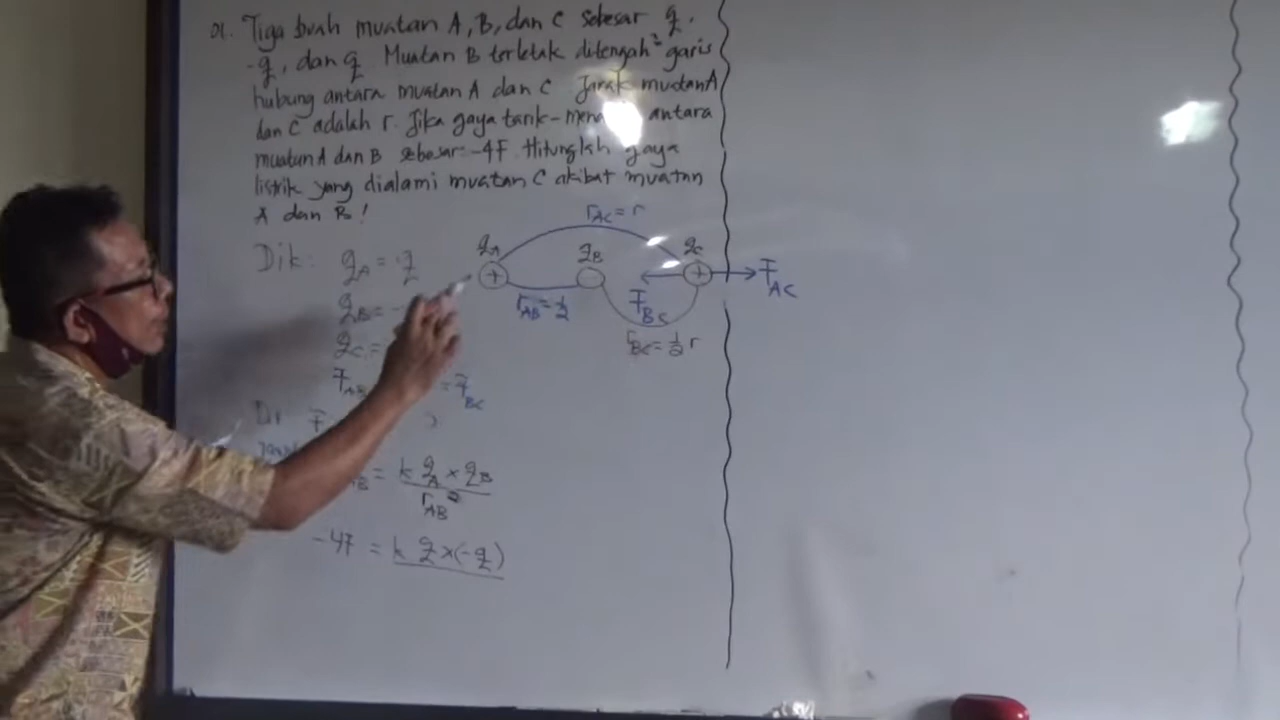 01. Tiga buah muatan A, B, dan C sebesar q,
-q, dan q. Muatan B terletak ditengah² garis
hubung antara muatan A dan C Jarak muatan A
dan C adalah r. Jika gaya tarik- antara
muatan A dan B sebesar -4F. Hitunglah gaya
listrik yang dialami muatan C akibat muatan
A dan B!
r_AC = r
q_A q_B q_C
+ - +
F_AC
F_BC
r_AB = ½
r_BC = ½ r
Dik: q_A = q
q_B = -
q_C =
F_AB = F_BC
Di F
= k q_A × q_B / r_AB²
-4F = k q × (-q)